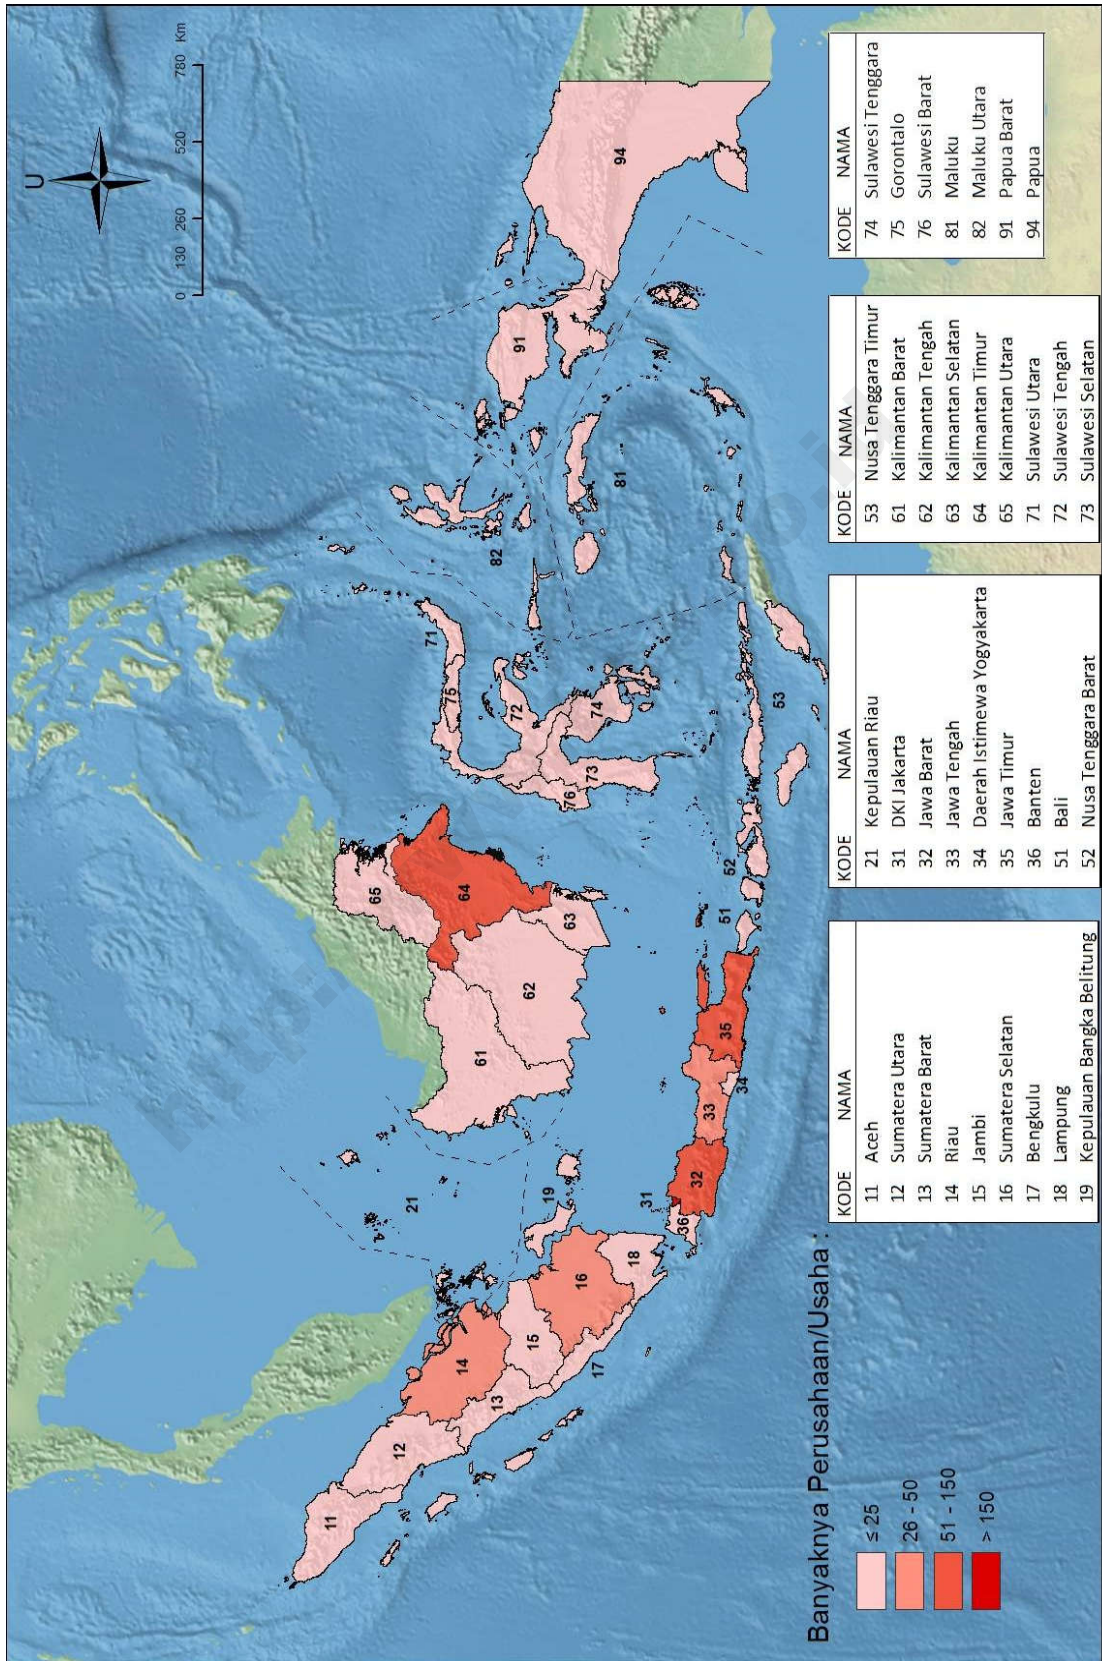 U
0 130 260 520 780 Km
11
12
13
14
15
16
17
18
19
21
31
36
32
33
34
35
51
52
53
61
62
63
64
65
71
75
72
76
73
74
82
81
91
94
Banyaknya Perusahaan/Usaha :
≤ 25
26 - 50
51 - 150
> 150
KODE NAMA
11 Aceh
12 Sumatera Utara
13 Sumatera Barat
14 Riau
15 Jambi
16 Sumatera Selatan
17 Bengkulu
18 Lampung
19 Kepulauan Bangka Belitung
KODE NAMA
21 Kepulauan Riau
31 DKI Jakarta
32 Jawa Barat
33 Jawa Tengah
34 Daerah Istimewa Yogyakarta
35 Jawa Timur
36 Banten
51 Bali
52 Nusa Tenggara Barat
KODE NAMA
53 Nusa Tenggara Timur
61 Kalimantan Barat
62 Kalimantan Tengah
63 Kalimantan Selatan
64 Kalimantan Timur
65 Kalimantan Utara
71 Sulawesi Utara
72 Sulawesi Tengah
73 Sulawesi Selatan
KODE NAMA
74 Sulawesi Tenggara
75 Gorontalo
76 Sulawesi Barat
81 Maluku
82 Maluku Utara
91 Papua Barat
94 Papua